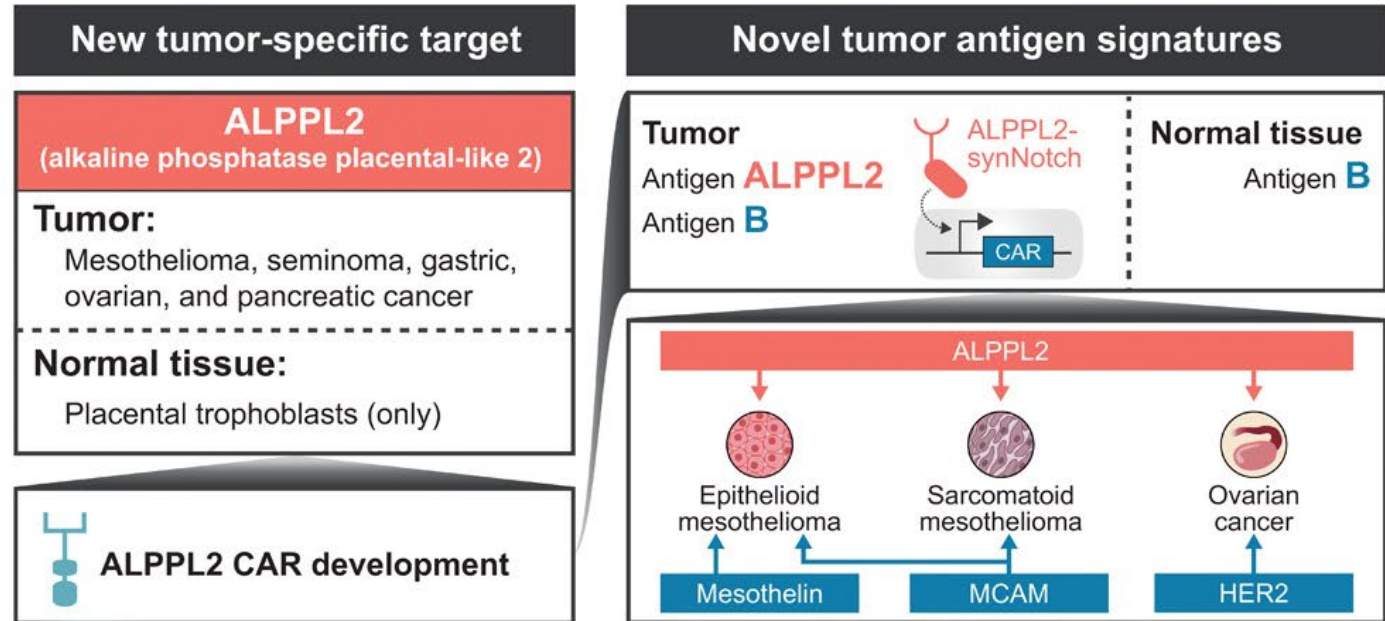 New tumor-specific target
ALPPL2
(alkaline phosphatase placental-like 2)
Tumor:
Mesothelioma, seminoma, gastric,
ovarian, and pancreatic cancer
Normal tissue:
Placental trophoblasts (only)
ALPPL2 CAR development
Novel tumor antigen signatures
Tumor
Antigen ALPPL2
Antigen B
ALPPL2-
synNotch
CAR
Normal tissue
Antigen B
ALPPL2
Epithelioid
mesothelioma
Sarcomatoid
mesothelioma
Ovarian
cancer
Mesothelin
MCAM
HER2